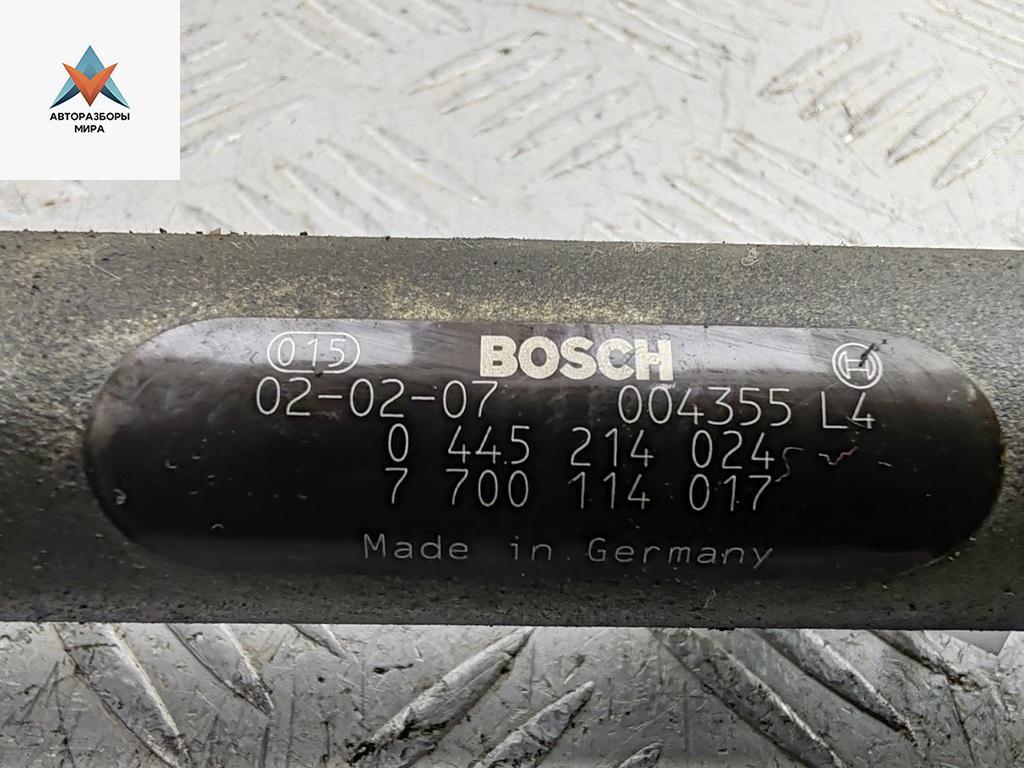 АВТОРАЗБОРЫ
МИРА
015 BOSCH
02-02-07 004355 L4
0 445 214 024
7 700 114 017
Made in Germany